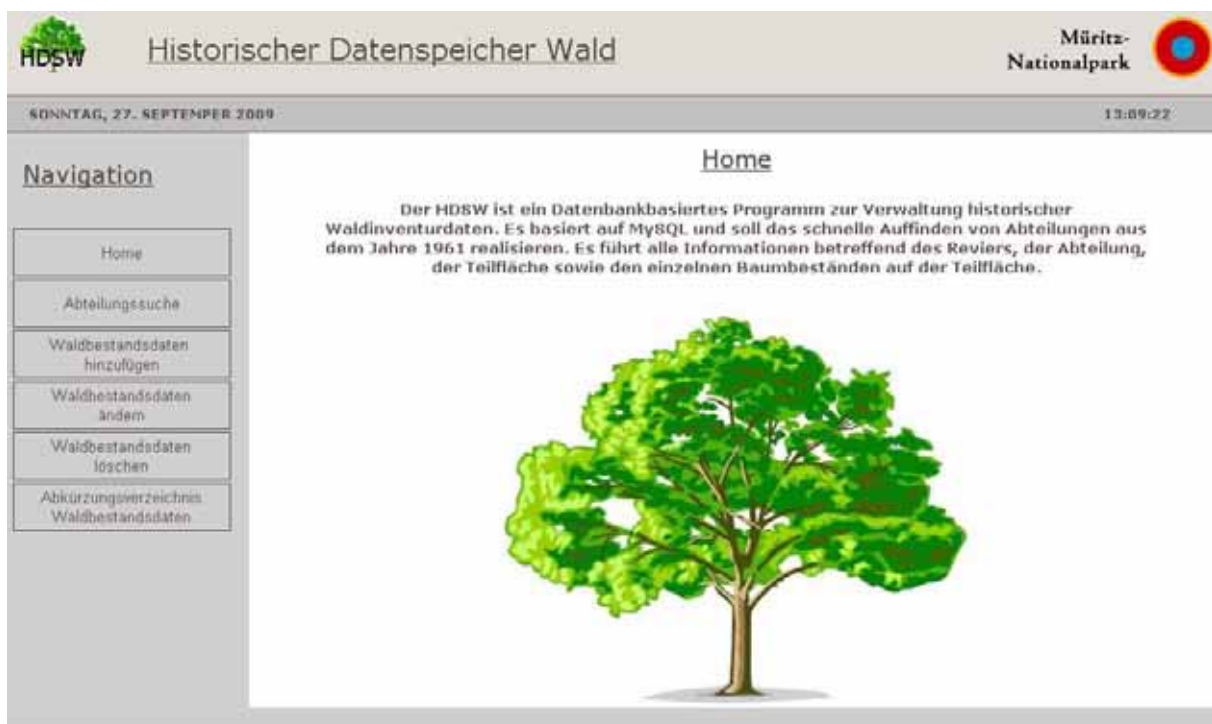 HDSW
Historischer Datenspeicher Wald
Müritz-
Nationalpark
SONNTAG, 27. SEPTEMPER 2009
13:09:22
Navigation
Home
Abteilungssuche
Waldbestandsdaten
hinzufügen
Waldbestandsdaten
ändern
Waldbestandsdaten
löschen
Abkürzungsverzeichnis
Waldbestandsdaten
Home
Der HDSW ist ein Datenbankbasiertes Programm zur Verwaltung historischer
Waldinventurdaten. Es basiert auf MySQL und soll das schnelle Auffinden von Abteilungen aus
dem Jahre 1961 realisieren. Es führt alle Informationen betreffend des Reviers, der Abteilung,
der Teilfläche sowie den einzelnen Baumbeständen auf der Teilfläche.